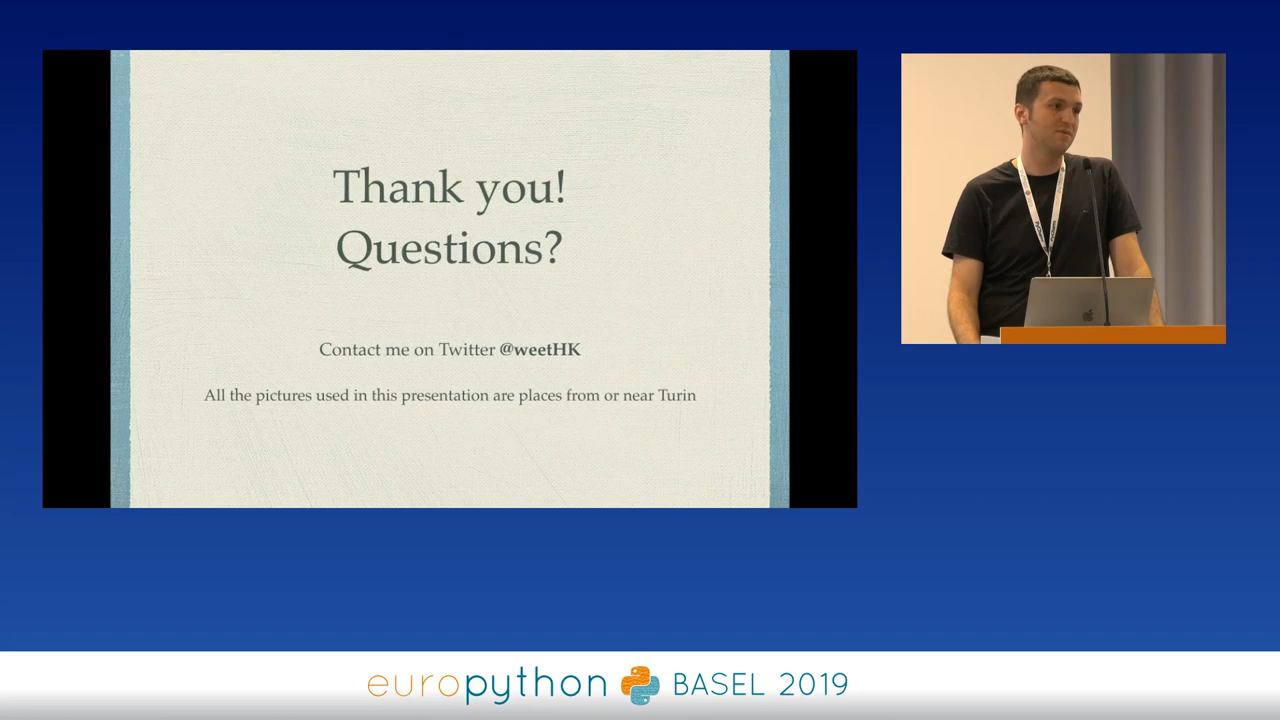 Thank you!
Questions?
Contact me on Twitter @weetHK
All the pictures used in this presentation are places from or near Turin
europython BASEL 2019